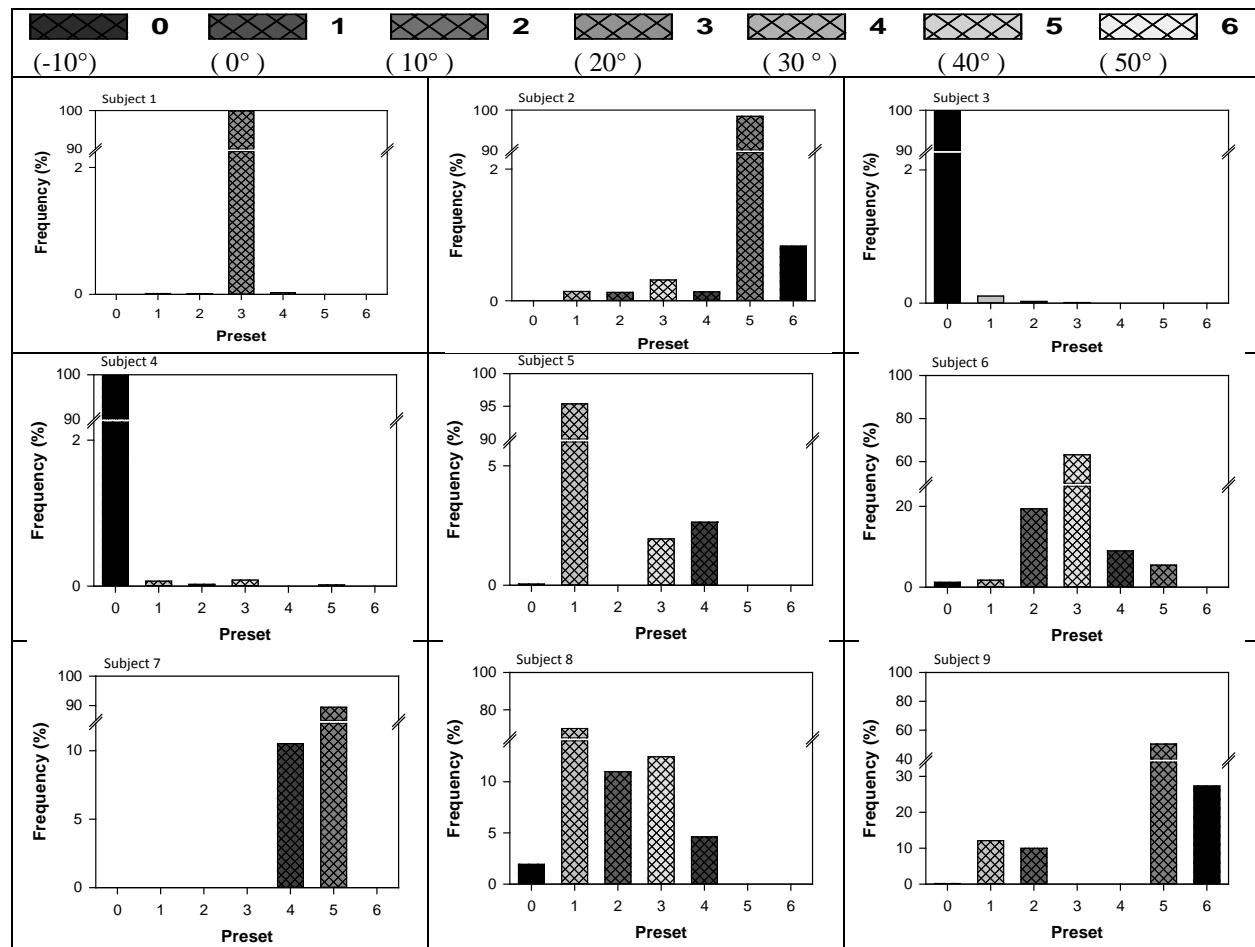 0 1 2 3 4 5 6
(-10°) ( 0° ) ( 10° ) ( 20° ) ( 30 ° ) ( 40° ) ( 50° )
Subject 1
100
90
2
0
Frequency (%)
0 1 2 3 4 5 6
Preset
Subject 2
100
90
2
0
Frequency (%)
0 1 2 3 4 5 6
Preset
Subject 3
100
90
2
0
Frequency (%)
0 1 2 3 4 5 6
Preset
Subject 4
100
90
2
0
Frequency (%)
0 1 2 3 4 5 6
Preset
Subject 5
100
95
90
5
0
Frequency (%)
0 1 2 3 4 5 6
Preset
Subject 6
100
80
60
20
0
Frequency (%)
0 1 2 3 4 5 6
Preset
Subject 7
100
90
10
5
0
Frequency (%)
0 1 2 3 4 5 6
Preset
Subject 8
100
80
10
5
0
Frequency (%)
0 1 2 3 4 5 6
Preset
Subject 9
100
80
60
40
30
20
10
0
Frequency (%)
0 1 2 3 4 5 6
Preset